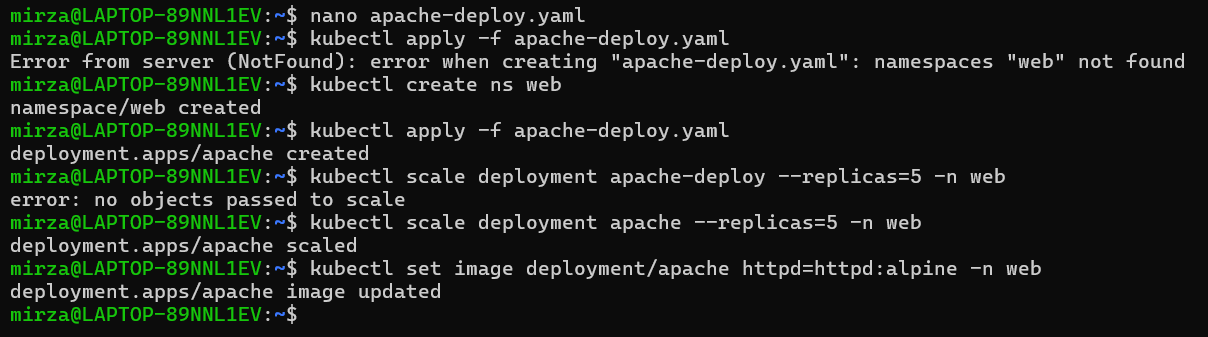 mirza@LAPTOP-89NNL1EV:~$ nano apache-deploy.yaml
mirza@LAPTOP-89NNL1EV:~$ kubectl apply -f apache-deploy.yaml
Error from server (NotFound): error when creating "apache-deploy.yaml": namespaces "web" not found
mirza@LAPTOP-89NNL1EV:~$ kubectl create ns web
namespace/web created
mirza@LAPTOP-89NNL1EV:~$ kubectl apply -f apache-deploy.yaml
deployment.apps/apache created
mirza@LAPTOP-89NNL1EV:~$ kubectl scale deployment apache-deploy --replicas=5 -n web
error: no objects passed to scale
mirza@LAPTOP-89NNL1EV:~$ kubectl scale deployment apache --replicas=5 -n web
deployment.apps/apache scaled
mirza@LAPTOP-89NNL1EV:~$ kubectl set image deployment/apache httpd=httpd:alpine -n web
deployment.apps/apache image updated
mirza@LAPTOP-89NNL1EV:~$